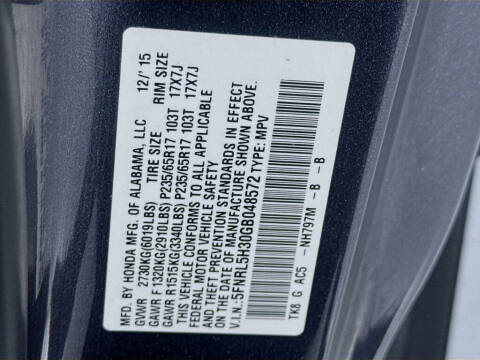 MFD. BY HONDA MFG. OF ALABAMA, LLC 12/' 15
GVWR 2730KG(6019LBS) TIRE SIZE RIM SIZE
GAWR F 1320KG(2910LBS) P235/65R17 103T 17X7J
GAWR R1515KG(3340LBS) P235/65R17 103T 17X7J
THIS VEHICLE CONFORMS TO ALL APPLICABLE
FEDERAL MOTOR VEHICLE SAFETY
AND THEFT PREVENTION STANDARDS IN EFFECT
ON THE DATE OF MANUFACTURE SHOWN ABOVE.
V.I.N.:5FNRL5H30GB048572 TYPE: MPV
TK8 G AC5 -NH797M -B -B